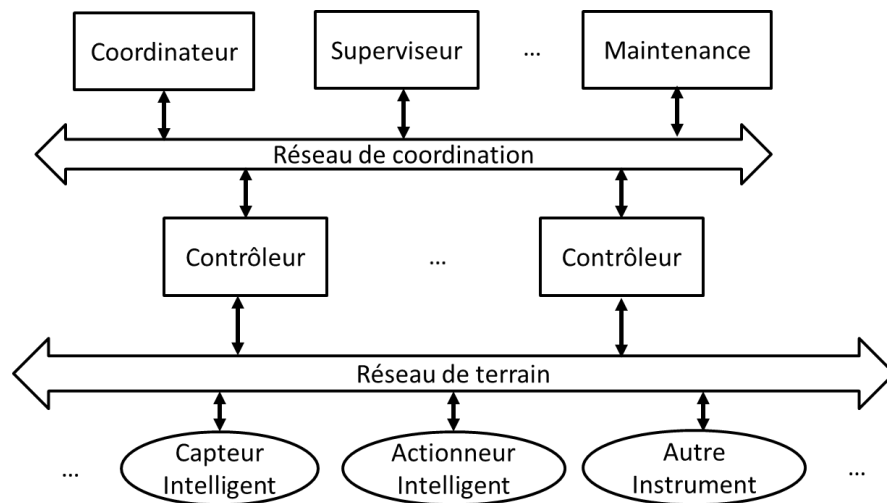 Coordinateur
Superviseur
...
Maintenance
Réseau de coordination
Contrôleur
...
Contrôleur
Réseau de terrain
...
Capteur
Intelligent
Actionneur
Intelligent
Autre
Instrument
...